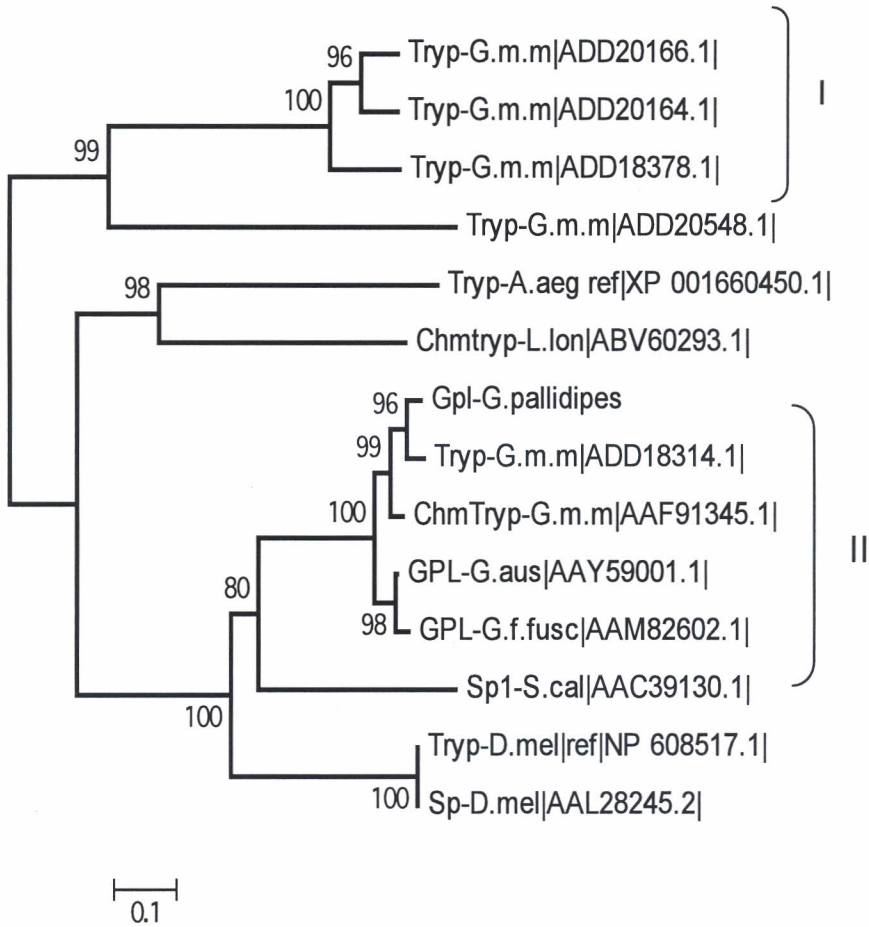 96
Tryp-G.m.m|ADD20166.1|
100
Tryp-G.m.m|ADD20164.1|
I
99
Tryp-G.m.m|ADD18378.1|
Tryp-G.m.m|ADD20548.1|
98
Tryp-A.aeg ref|XP 001660450.1|
Chmtryp-L.lon|ABV60293.1|
96
Gpl-G.pallidipes
99
Tryp-G.m.m|ADD18314.1|
100
ChmTryp-G.m.m|AAF91345.1|
II
80
GPL-G.aus|AAY59001.1|
98
GPL-G.f.fusc|AAM82602.1|
Sp1-S.cal|AAC39130.1|
100
Tryp-D.mel|ref|NP 608517.1|
100
Sp-D.mel|AAL28245.2|
0.1